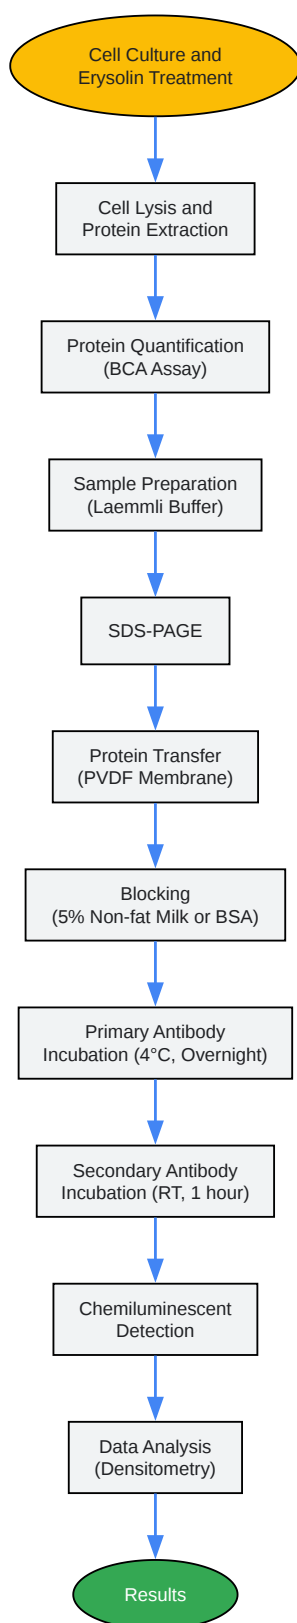 Cell Culture and
Erysolin Treatment
Cell Lysis and
Protein Extraction
Protein Quantification
(BCA Assay)
Sample Preparation
(Laemmli Buffer)
SDS-PAGE
Protein Transfer
(PVDF Membrane)
Blocking
(5% Non-fat Milk or BSA)
Primary Antibody
Incubation (4°C, Overnight)
Secondary Antibody
Incubation (RT, 1 hour)
Chemiluminescent
Detection
Data Analysis
(Densitometry)
Results